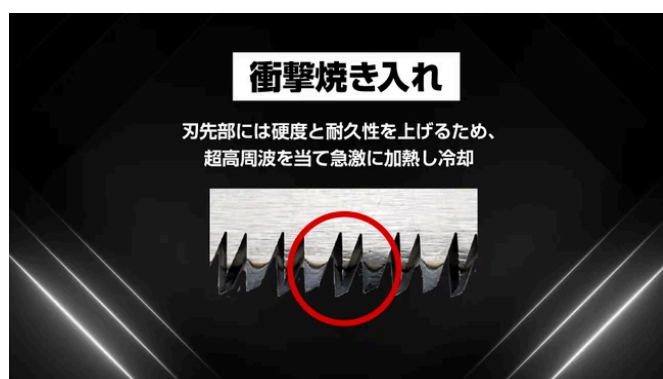 衝撃焼き入れ
刃先部には硬度と耐久性を上げるため、
超高周波を当て急激に加熱し冷却